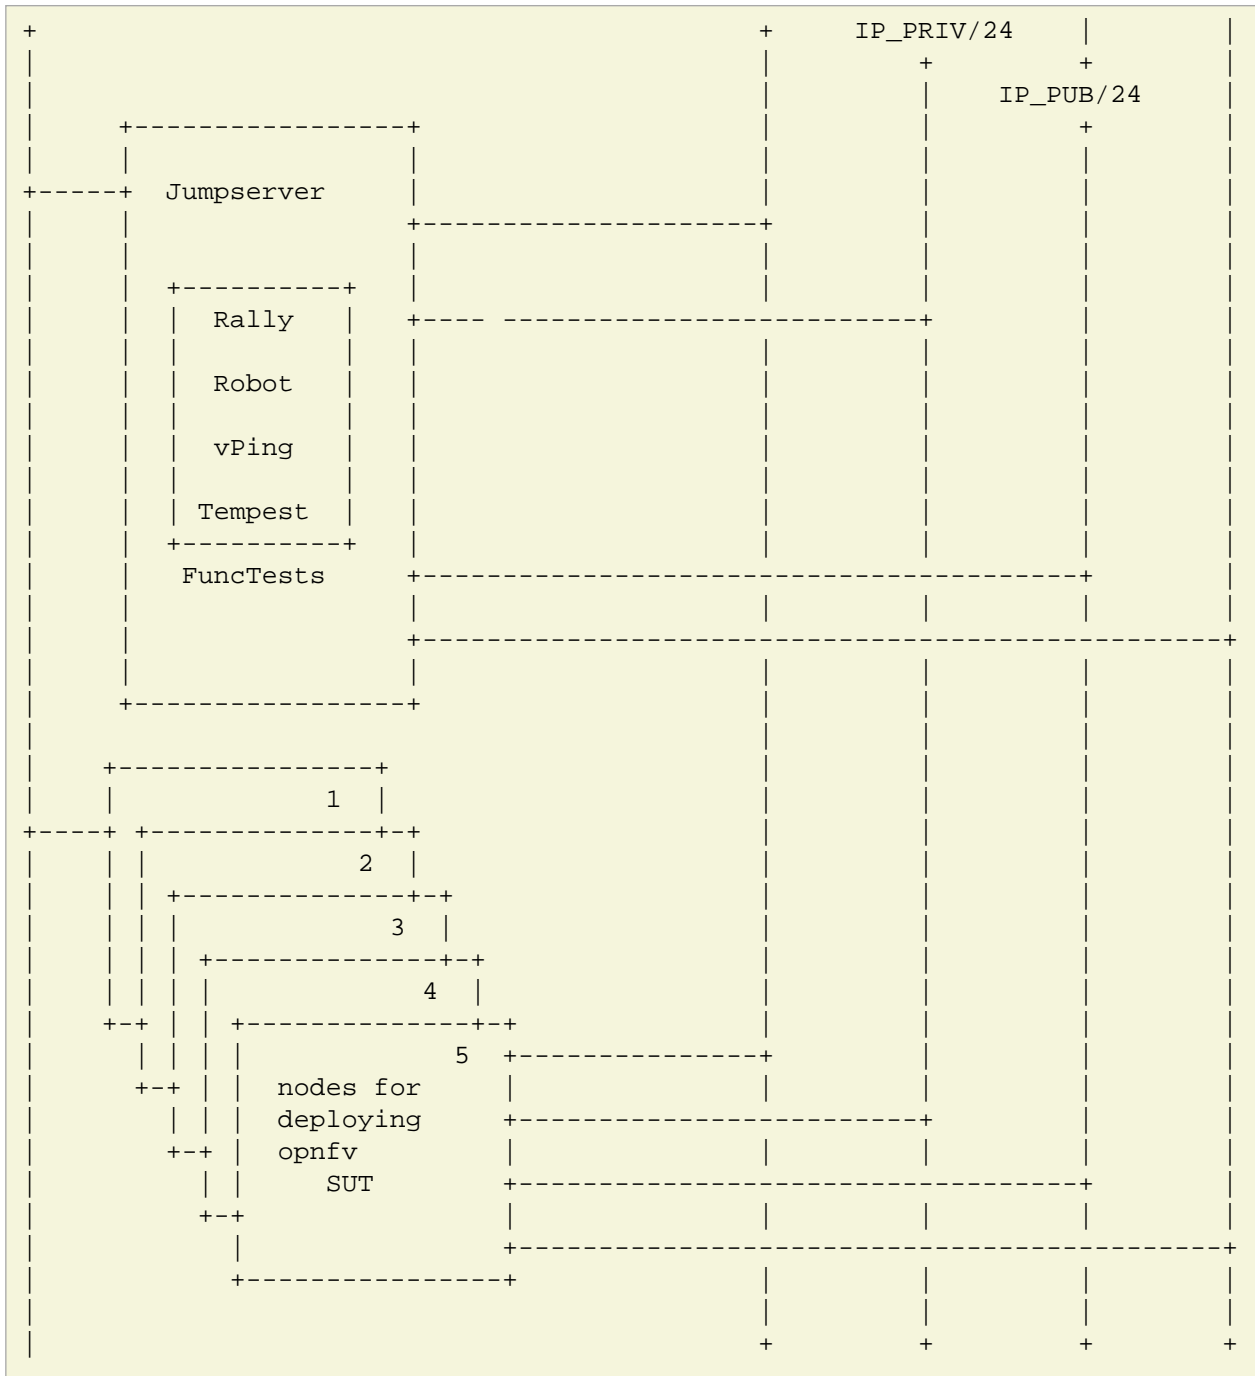 IP_PRIV/24
IP_PUB/24
Jumpserver
Rally
Robot
vPing
Tempest
FuncTests
1
2
3
4
5
nodes for
deploying
opnfv
SUT